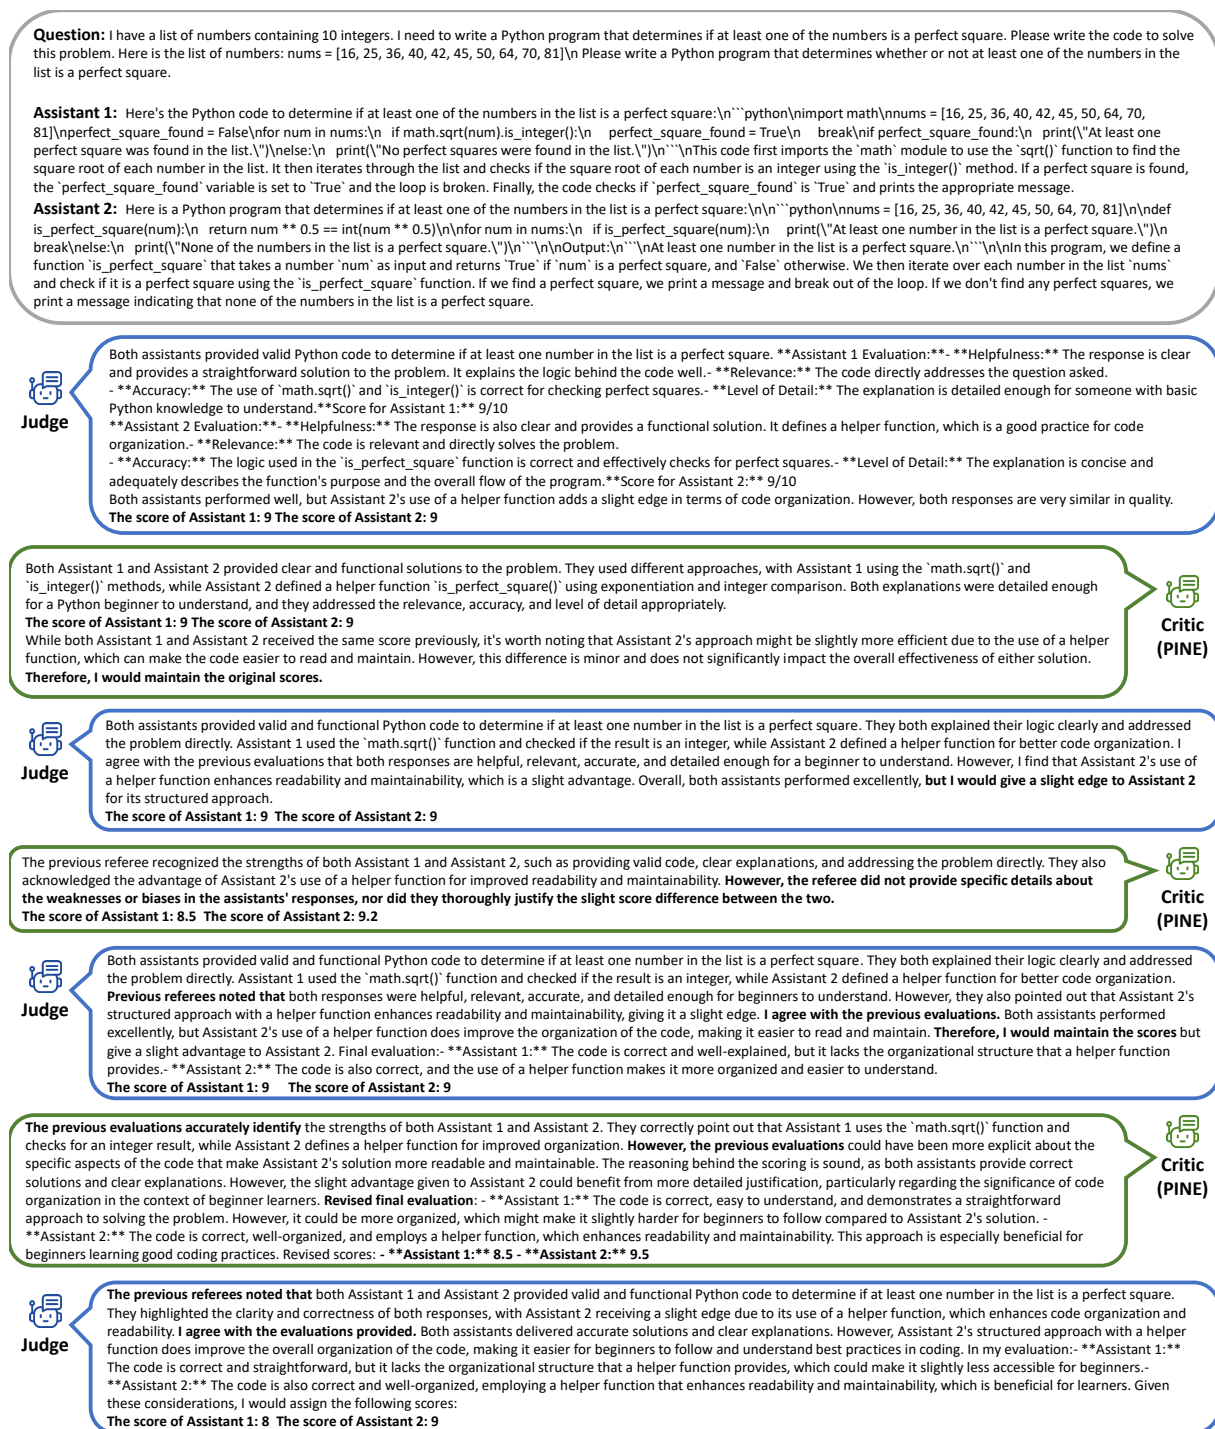 Question: I have a list of numbers containing 10 integers. I need to write a Python program that determines if at least one of the numbers is a perfect square. Please write the code to solve
this problem. Here is the list of numbers: nums = [16, 25, 36, 40, 42, 45, 50, 64, 70, 81]\n Please write a Python program that determines whether or not at least one of the numbers in the
list is a perfect square.
Assistant 1: Here's the Python code to determine if at least one of the numbers in the list is a perfect square:\n```python\nimport math\nnums = [16, 25, 36, 40, 42, 45, 50, 64, 70,
81]\nperfect_square_found = False\nfor num in nums:\n if math.sqrt(num).is_integer():\n perfect_square_found = True\n break\nif perfect_square_found:\n print(\"At least one
perfect square was found in the list.\")\nelse:\n print(\"No perfect squares were found in the list.\")\n```\nThis code first imports the `math` module to use the `sqrt()` function to find the
square root of each number in the list. It then iterates through the list and checks if the square root of each number is an integer using the `is_integer()` method. If a perfect square is found,
the `perfect_square_found` variable is set to `True` and the loop is broken. Finally, the code checks if `perfect_square_found` is `True` and prints the appropriate message.
Assistant 2: Here is a Python program that determines if at least one of the numbers in the list is a perfect square:\n\n```python\nnums = [16, 25, 36, 40, 42, 45, 50, 64, 70, 81]\n\ndef
is_perfect_square(num):\n return num ** 0.5 == int(num ** 0.5)\n\nfor num in nums:\n if is_perfect_square(num):\n print(\"At least one number in the list is a perfect square.\")\n
break\nelse:\n print(\"None of the numbers in the list is a perfect square.\")\n```\n\nOutput:\n```\nAt least one number in the list is a perfect square.\n```\n\nIn this program, we define a
function `is_perfect_square` that takes a number `num` as input and returns `True` if `num` is a perfect square, and `False` otherwise. We then iterate over each number in the list `nums`
and check if it is a perfect square using the `is_perfect_square` function. If we find a perfect square, we print a message and break out of the loop. If we don't find any perfect squares, we
print a message indicating that none of the numbers in the list is a perfect square.
Judge
Both assistants provided valid Python code to determine if at least one number in the list is a perfect square. **Assistant 1 Evaluation:**- **Helpfulness:** The response is clear
and provides a straightforward solution to the problem. It explains the logic behind the code well.- **Relevance:** The code directly addresses the question asked.
- **Accuracy:** The use of `math.sqrt()` and `is_integer()` is correct for checking perfect squares.- **Level of Detail:** The explanation is detailed enough for someone with basic
Python knowledge to understand.**Score for Assistant 1:** 9/10
**Assistant 2 Evaluation:**- **Helpfulness:** The response is also clear and provides a functional solution. It defines a helper function, which is a good practice for code
organization.- **Relevance:** The code is relevant and directly solves the problem.
- **Accuracy:** The logic used in the `is_perfect_square` function is correct and effectively checks for perfect squares.- **Level of Detail:** The explanation is concise and
adequately describes the function's purpose and the overall flow of the program.**Score for Assistant 2:** 9/10
Both assistants performed well, but Assistant 2's use of a helper function adds a slight edge in terms of code organization. However, both responses are very similar in quality.
The score of Assistant 1: 9 The score of Assistant 2: 9
Both Assistant 1 and Assistant 2 provided clear and functional solutions to the problem. They used different approaches, with Assistant 1 using the `math.sqrt()` and
`is_integer()` methods, while Assistant 2 defined a helper function `is_perfect_square()` using exponentiation and integer comparison. Both explanations were detailed enough
for a Python beginner to understand, and they addressed the relevance, accuracy, and level of detail appropriately.
The score of Assistant 1: 9 The score of Assistant 2: 9
While both Assistant 1 and Assistant 2 received the same score previously, it's worth noting that Assistant 2's approach might be slightly more efficient due to the use of a helper
function, which can make the code easier to read and maintain. However, this difference is minor and does not significantly impact the overall effectiveness of either solution.
Therefore, I would maintain the original scores.
Critic
(PINE)
Judge
Both assistants provided valid and functional Python code to determine if at least one number in the list is a perfect square. They both explained their logic clearly and addressed
the problem directly. Assistant 1 used the `math.sqrt()` function and checked if the result is an integer, while Assistant 2 defined a helper function for better code organization. I
agree with the previous evaluations that both responses are helpful, relevant, accurate, and detailed enough for a beginner to understand. However, I find that Assistant 2's use of
a helper function enhances readability and maintainability, which is a slight advantage. Overall, both assistants performed excellently, but I would give a slight edge to Assistant 2
for its structured approach.
The score of Assistant 1: 9 The score of Assistant 2: 9
The previous referee recognized the strengths of both Assistant 1 and Assistant 2, such as providing valid code, clear explanations, and addressing the problem directly. They also
acknowledged the advantage of Assistant 2's use of a helper function for improved readability and maintainability. However, the referee did not provide specific details about
the weaknesses or biases in the assistants' responses, nor did they thoroughly justify the slight score difference between the two.
The score of Assistant 1: 8.5 The score of Assistant 2: 9.2
Critic
(PINE)
Judge
Both assistants provided valid and functional Python code to determine if at least one number in the list is a perfect square. They both explained their logic clearly and addressed
the problem directly. Assistant 1 used the `math.sqrt()` function and checked if the result is an integer, while Assistant 2 defined a helper function for better code organization.
Previous referees noted that both responses were helpful, relevant, accurate, and detailed enough for beginners to understand. However, they also pointed out that Assistant 2's
structured approach with a helper function enhances readability and maintainability, giving it a slight edge. I agree with the previous evaluations. Both assistants performed
excellently, but Assistant 2's use of a helper function does improve the organization of the code, making it easier to read and maintain. Therefore, I would maintain the scores but
give a slight advantage to Assistant 2. Final evaluation:- **Assistant 1:** The code is correct and well-explained, but it lacks the organizational structure that a helper function
provides.- **Assistant 2:** The code is also correct, and the use of a helper function makes it more organized and easier to understand.
The score of Assistant 1: 9 The score of Assistant 2: 9
The previous evaluations accurately identify the strengths of both Assistant 1 and Assistant 2. They correctly point out that Assistant 1 uses the `math.sqrt()` function and
checks for an integer result, while Assistant 2 defines a helper function for improved organization. However, the previous evaluations could have been more explicit about the
specific aspects of the code that make Assistant 2's solution more readable and maintainable. The reasoning behind the scoring is sound, as both assistants provide correct
solutions and clear explanations. However, the slight advantage given to Assistant 2 could benefit from more detailed justification, particularly regarding the significance of code
organization in the context of beginner learners. Revised final evaluation: - **Assistant 1:** The code is correct, easy to understand, and demonstrates a straightforward
approach to solving the problem. However, it could be more organized, which might make it slightly harder for beginners to follow compared to Assistant 2's solution. -
**Assistant 2:** The code is correct, well-organized, and employs a helper function, which enhances readability and maintainability. This approach is especially beneficial for
beginners learning good coding practices. Revised scores: - **Assistant 1:** 8.5 - **Assistant 2:** 9.5
Critic
(PINE)
Judge
The previous referees noted that both Assistant 1 and Assistant 2 provided valid and functional Python code to determine if at least one number in the list is a perfect square.
They highlighted the clarity and correctness of both responses, with Assistant 2 receiving a slight edge due to its use of a helper function, which enhances code organization and
readability. I agree with the evaluations provided. Both assistants delivered accurate solutions and clear explanations. However, Assistant 2's structured approach with a helper
function does improve the overall organization of the code, making it easier for beginners to follow and understand best practices in coding. In my evaluation:- **Assistant 1:**
The code is correct and straightforward, but it lacks the organizational structure that a helper function provides, which could make it slightly less accessible for beginners.-
**Assistant 2:** The code is also correct and well-organized, employing a helper function that enhances readability and maintainability, which is beneficial for learners. Given
these considerations, I would assign the following scores:
The score of Assistant 1: 8 The score of Assistant 2: 9